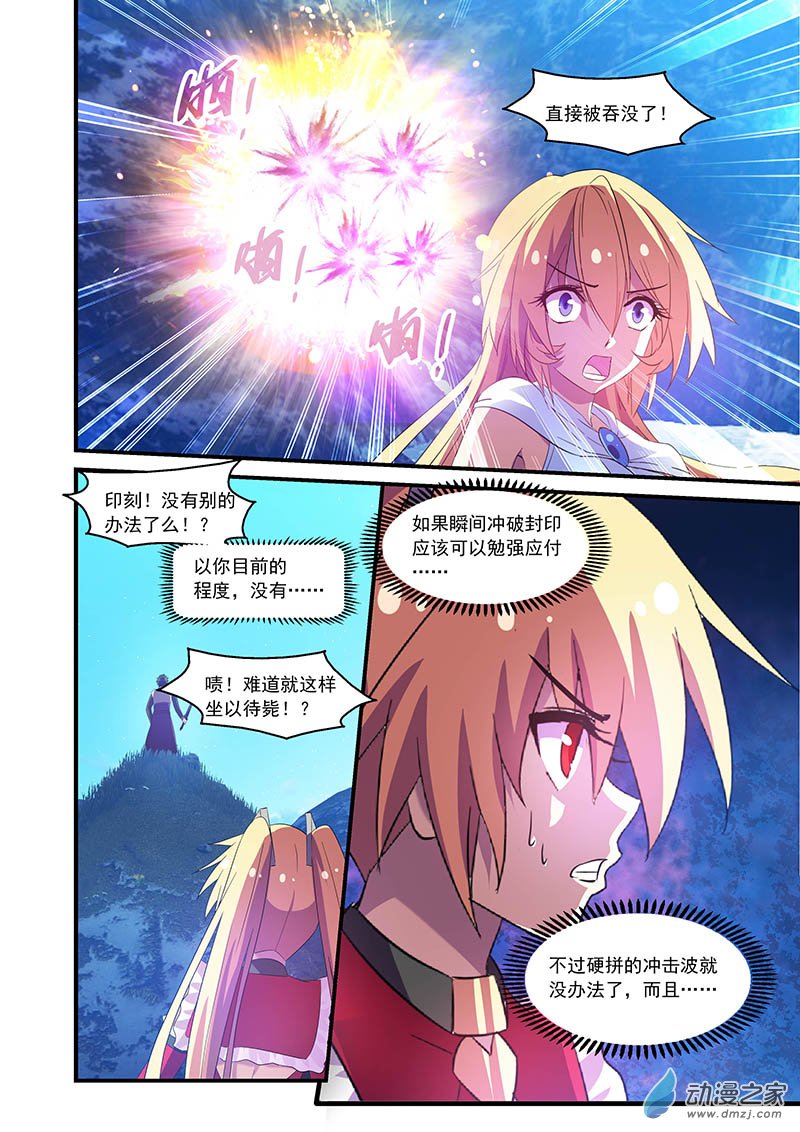 直接被吞没了！
啪！
啪！
啪！
啪！
印刻！没有别的
办法了么！？
以你目前的
程度，没有……
啧！难道就这样
坐以待毙！？
如果瞬间冲破封印
应该可以勉强应付
……
不过硬拼的冲击波就
没办法了，而且……
动漫之家
www.dmzj.com